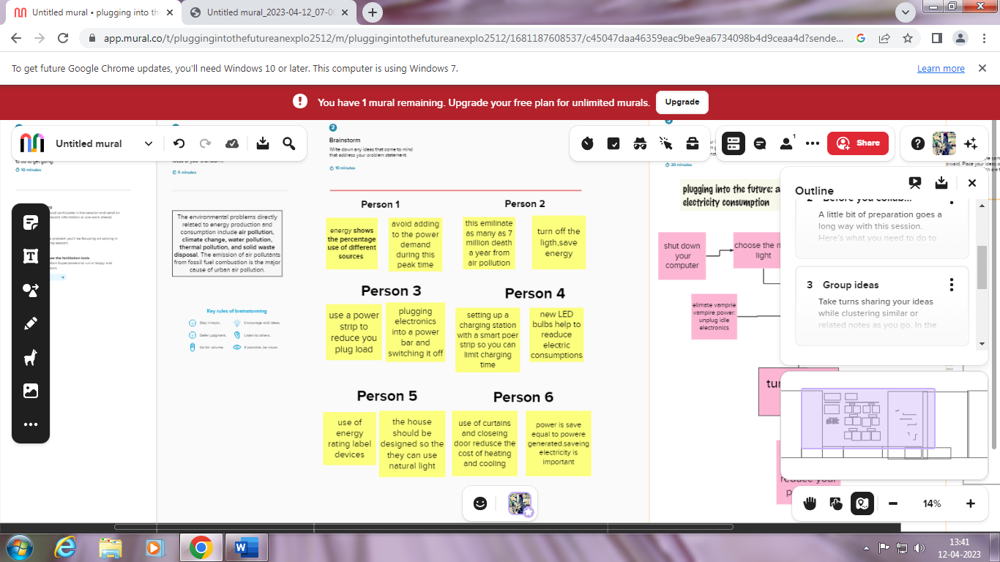 Untitled mural • plugging into th
Untitled mural_2023-04-12_07-0
app.mural.co/t/pluggingintothefutureanexplo2512/m/pluggingintothefutureanexplo2512/1681187608537/c45047daa46359eac9be9ea6734098b4d9ceaa4d?sende...
To get future Google Chrome updates, you'll need Windows 10 or later. This computer is using Windows 7.
Learn more
You have 1 mural remaining. Upgrade your free plan for unlimited murals.
Upgrade
Untitled mural
1
Share
to do to get going.
10 minutes
5 minutes
2
Brainstorm
Write down any ideas that come to mind
that address your problem statement.
10 minutes
20 minutes
The environmental problems directly
related to energy production and
consumption include air pollution,
climate change, water pollution,
thermal pollution, and solid waste
disposal. The emission of air pollutants
from fossil fuel combustion is the major
cause of urban air pollution.
Key rules of brainstorming
Stay in topic.
Encourage wild ideas.
Defer judgment.
Listen to others.
Go for volume.
If possible, be visual.
Person 1
energy shows
the percentage
use of different
sources
avoid adding
to the power
demand
during this
peak time
Person 2
this emilinate
as many as 7
million death
a year from
air pollution
turn off the
ligth,save
energy
Person 3
use a power
strip to
reduce you
plug load
plugging
electronics
into a power
bar and
switching it off
Person 4
setting up a
charging station
with a smart poer
strip so you can
limit charging
time
new LED
bulbs help to
readuce
electric
consumptions
Person 5
use of
energy
rating label
devices
the house
should be
designed so the
they can use
natural light
Person 6
use of curtains
and closeing
door redusce the
cost of heating
and cooling
power is save
equal to powere
generated.saveing
electricity is
important
plugging into the future: a
electricity consumption
shut down
your
computer
choose the ri
light
elimate vamprie
vampire power:
unplug idle
electronics
tur
reduce your
p
Outline
2 Before you collab...
A little bit of preparation goes a
long way with this session.
Here's what you need to do to
3 Group ideas
Take turns sharing your ideas
while clustering similar or
related notes as you go. In the
14%
13:41
12-04-2023